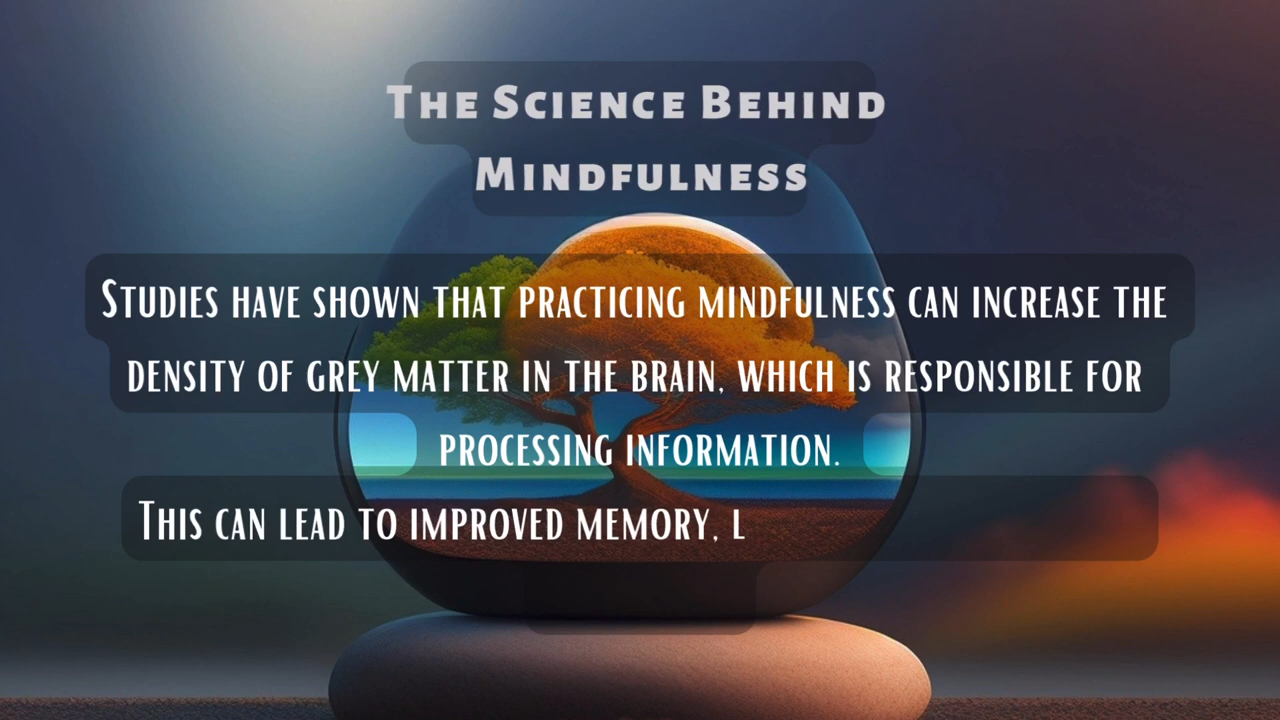 The Science Behind
Mindfulness
Studies have shown that practicing mindfulness can increase the
density of grey matter in the brain, which is responsible for
processing information.
This can lead to improved memory, l